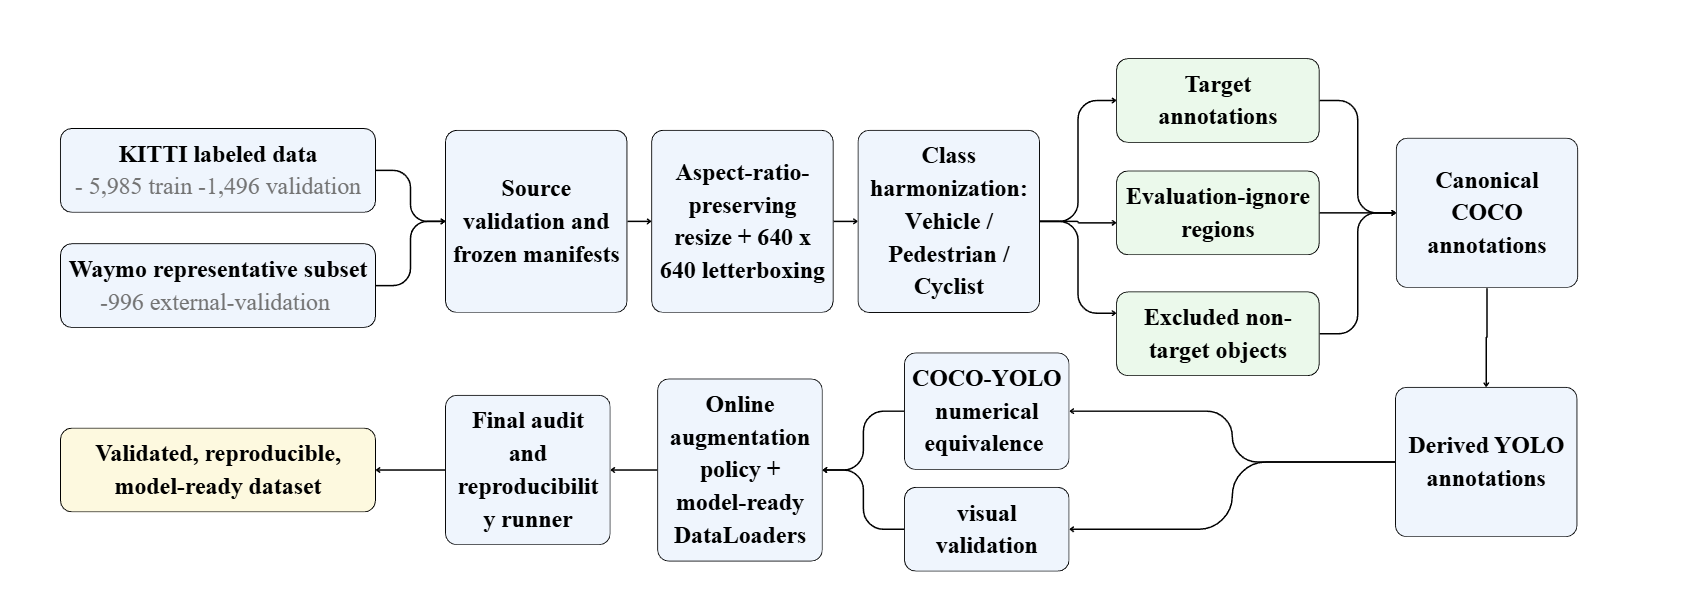 KITTI labeled data
- 5,985 train -1,496 validation
Waymo representative subset
-996 external-validation
Source
validation and
frozen manifests
Aspect-ratio-
preserving
resize + 640 x
640 letterboxing
Class
harmonization:
Vehicle /
Pedestrian /
Cyclist
Target
annotations
Evaluation-ignore
regions
Excluded non-
target objects
Canonical
COCO
annotations
Derived YOLO
annotations
COCO-YOLO
numerical
equivalence
visual
validation
Online
augmentation
policy +
model-ready
DataLoaders
Final audit
and
reproducibilit
y runner
Validated, reproducible,
model-ready dataset